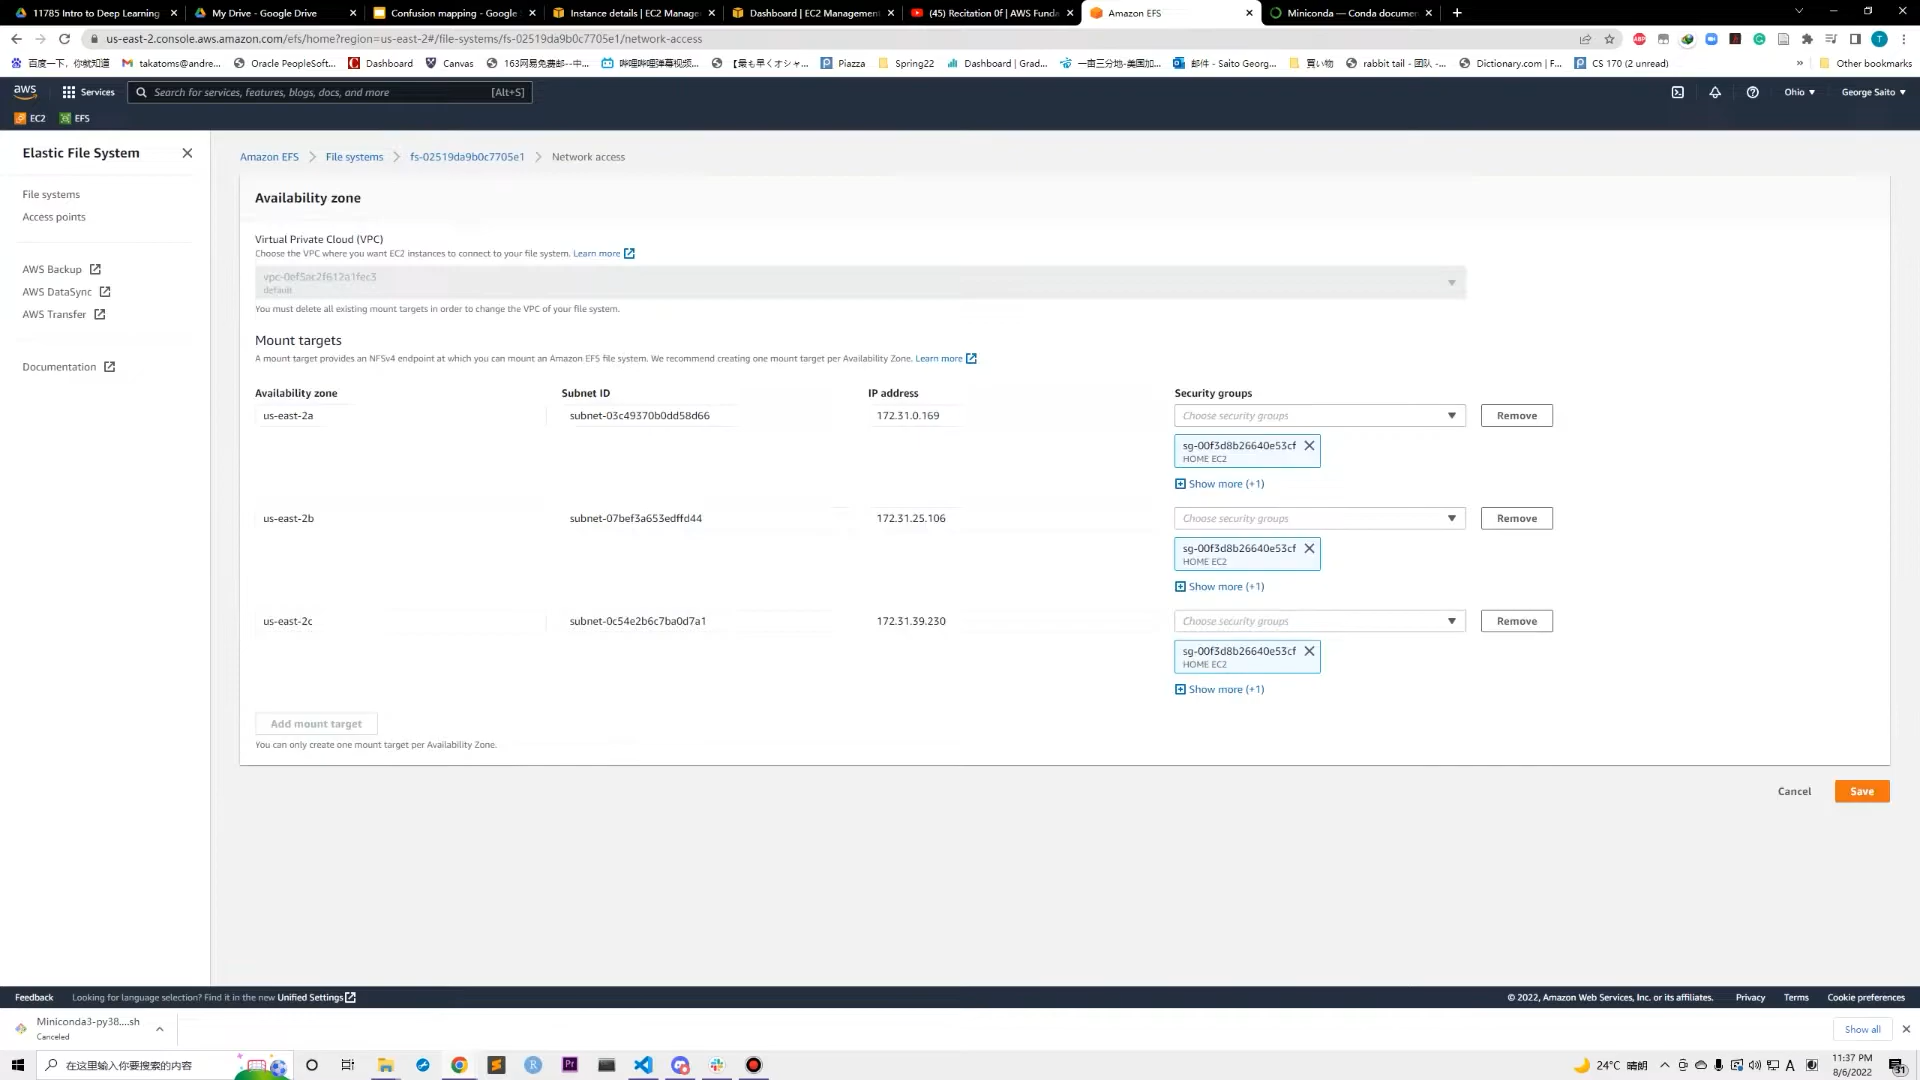 11785 Intro to Deep Learning
My Drive - Google Drive
Confusion mapping - Google
Instance details | EC2 Manage
Dashboard | EC2 Management
(45) Recitation 0f | AWS Funda
Amazon EFS
Miniconda — Conda documen
us-east-2.console.aws.amazon.com/efs/home?region=us-east-2#/file-systems/fs-02519da9b0c7705e1/network-access
百度一下，你就知道
takatoms@andre...
Oracle PeopleSoft...
Dashboard
Canvas
163网易免费邮--中...
哔哩哔哩弹幕视频...
【最も早くオシャ...
Piazza
Spring22
Dashboard | Grad...
一亩三分地-美国加...
邮件 - Saito Georg...
買い物
rabbit tail - 团队 -...
Dictionary.com | F...
CS 170 (2 unread)
»
Other bookmarks
aws
Services
Search for services, features, blogs, docs, and more
[Alt+S]
Ohio
George Saito
EC2
EFS
Elastic File System
File systems
Access points
AWS Backup
AWS DataSync
AWS Transfer
Documentation
Amazon EFS > File systems > fs-02519da9b0c7705e1 > Network access
Availability zone
Virtual Private Cloud (VPC)
Choose the VPC where you want EC2 instances to connect to your file system. Learn more
vpc-0ef5ac2f612a1fec3
default
You must delete all existing mount targets in order to change the VPC of your file system.
Mount targets
A mount target provides an NFSv4 endpoint at which you can mount an Amazon EFS file system. We recommend creating one mount target per Availability Zone. Learn more
Availability zone Subnet ID IP address Security groups
us-east-2a subnet-03c49370b0dd58d66 172.31.0.169 Choose security groups Remove
sg-00f3d8b26640e53cf
HOME EC2
Show more (+1)
us-east-2b subnet-07bef3a653edffd44 172.31.25.106 Choose security groups Remove
sg-00f3d8b26640e53cf
HOME EC2
Show more (+1)
us-east-2c subnet-0c54e2b6c7ba0d7a1 172.31.39.230 Choose security groups Remove
sg-00f3d8b26640e53cf
HOME EC2
Show more (+1)
Add mount target
You can only create one mount target per Availability Zone.
Cancel
Save
Feedback
Looking for language selection? Find it in the new Unified Settings
© 2022, Amazon Web Services, Inc. or its affiliates.
Privacy
Terms
Cookie preferences
Miniconda3-py38....sh
Canceled
Show all
在这里输入你要搜索的内容
24°C 晴朗
A
11:37 PM
8/6/2022
31